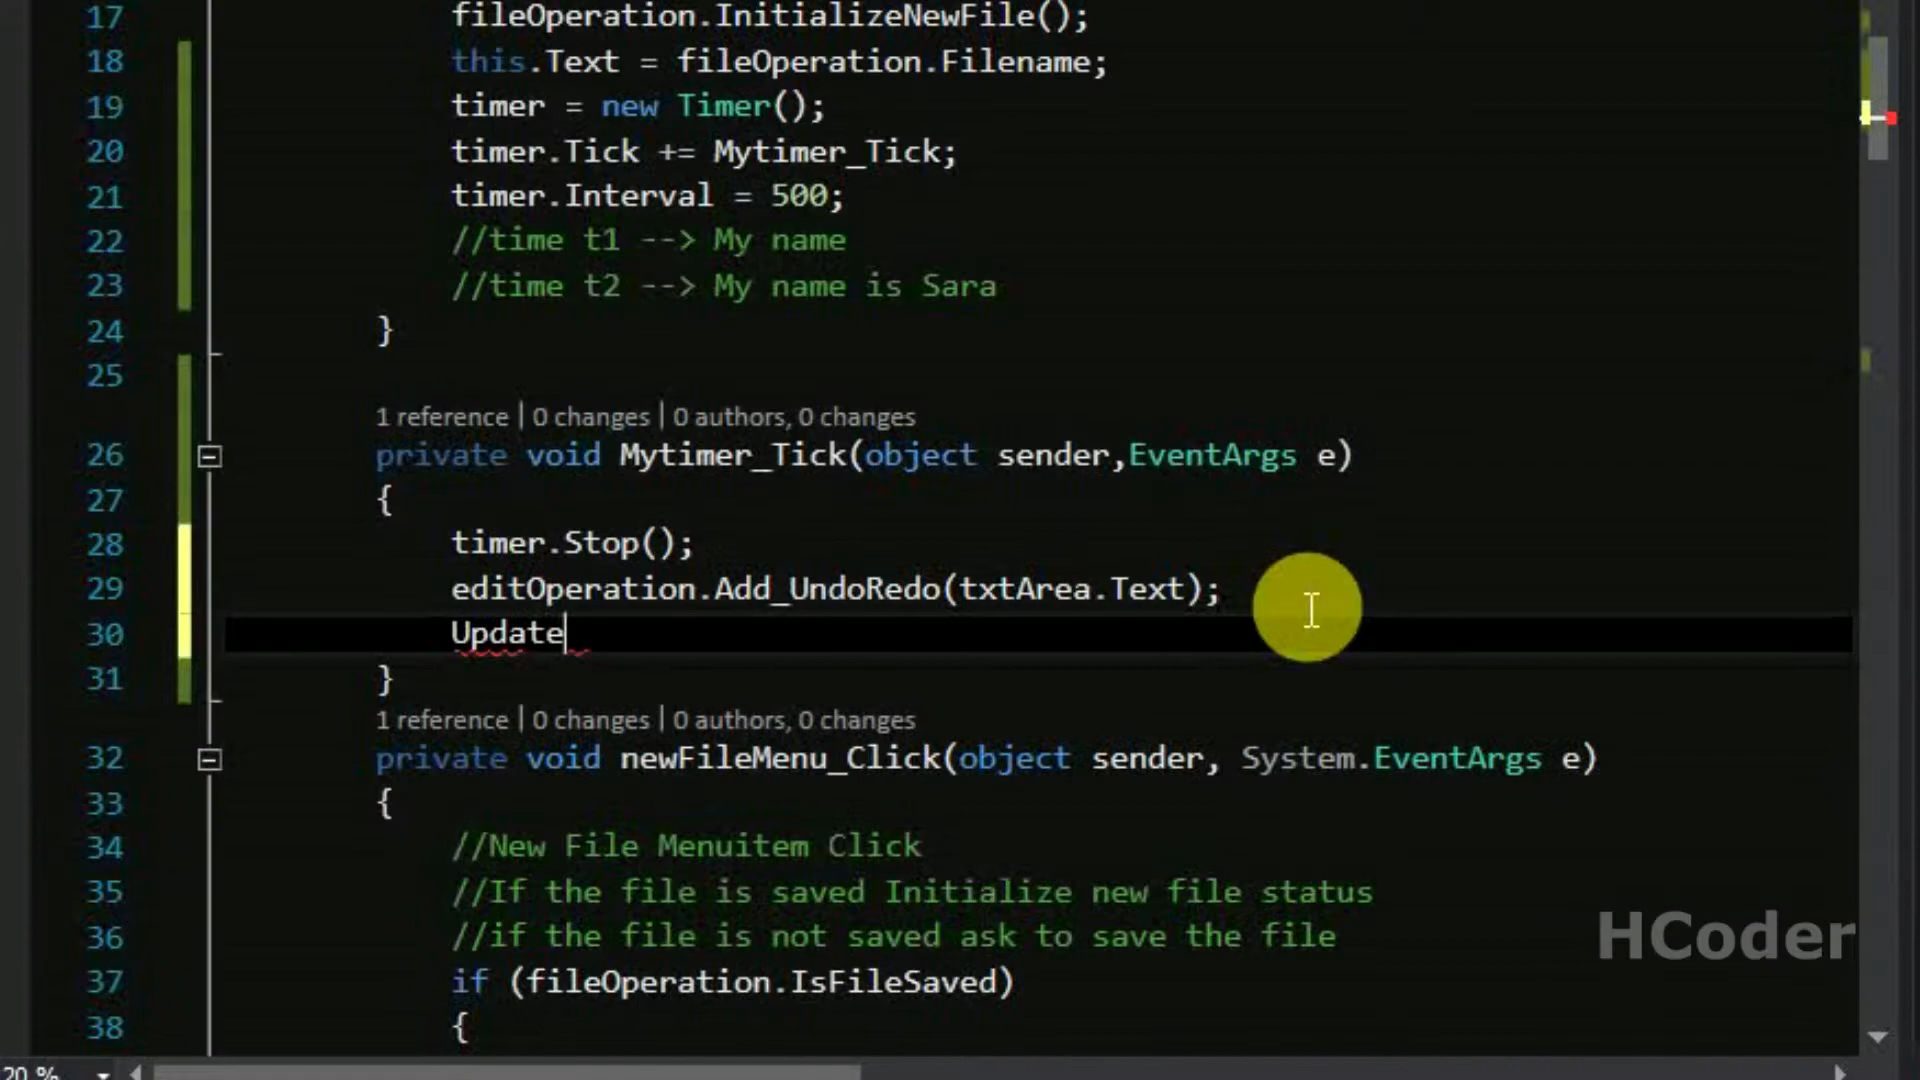 17 fileOperation.InitializeNewFile();
18 this.Text = fileOperation.Filename;
19 timer = new Timer();
20 timer.Tick += Mytimer_Tick;
21 timer.Interval = 500;
22 //time t1 --> My name
23 //time t2 --> My name is Sara
24 }
25
1 reference | 0 changes | 0 authors, 0 changes
26 private void Mytimer_Tick(object sender,EventArgs e)
27 {
28 timer.Stop();
29 editOperation.Add_UndoRedo(txtArea.Text);
30 Update
31 }
1 reference | 0 changes | 0 authors, 0 changes
32 private void newFileMenu_Click(object sender, System.EventArgs e)
33 {
34 //New File Menuitem Click
35 //If the file is saved Initialize new file status
36 //if the file is not saved ask to save the file
HCoder
37 if (fileOperation.IsFileSaved)
38 {
20 %